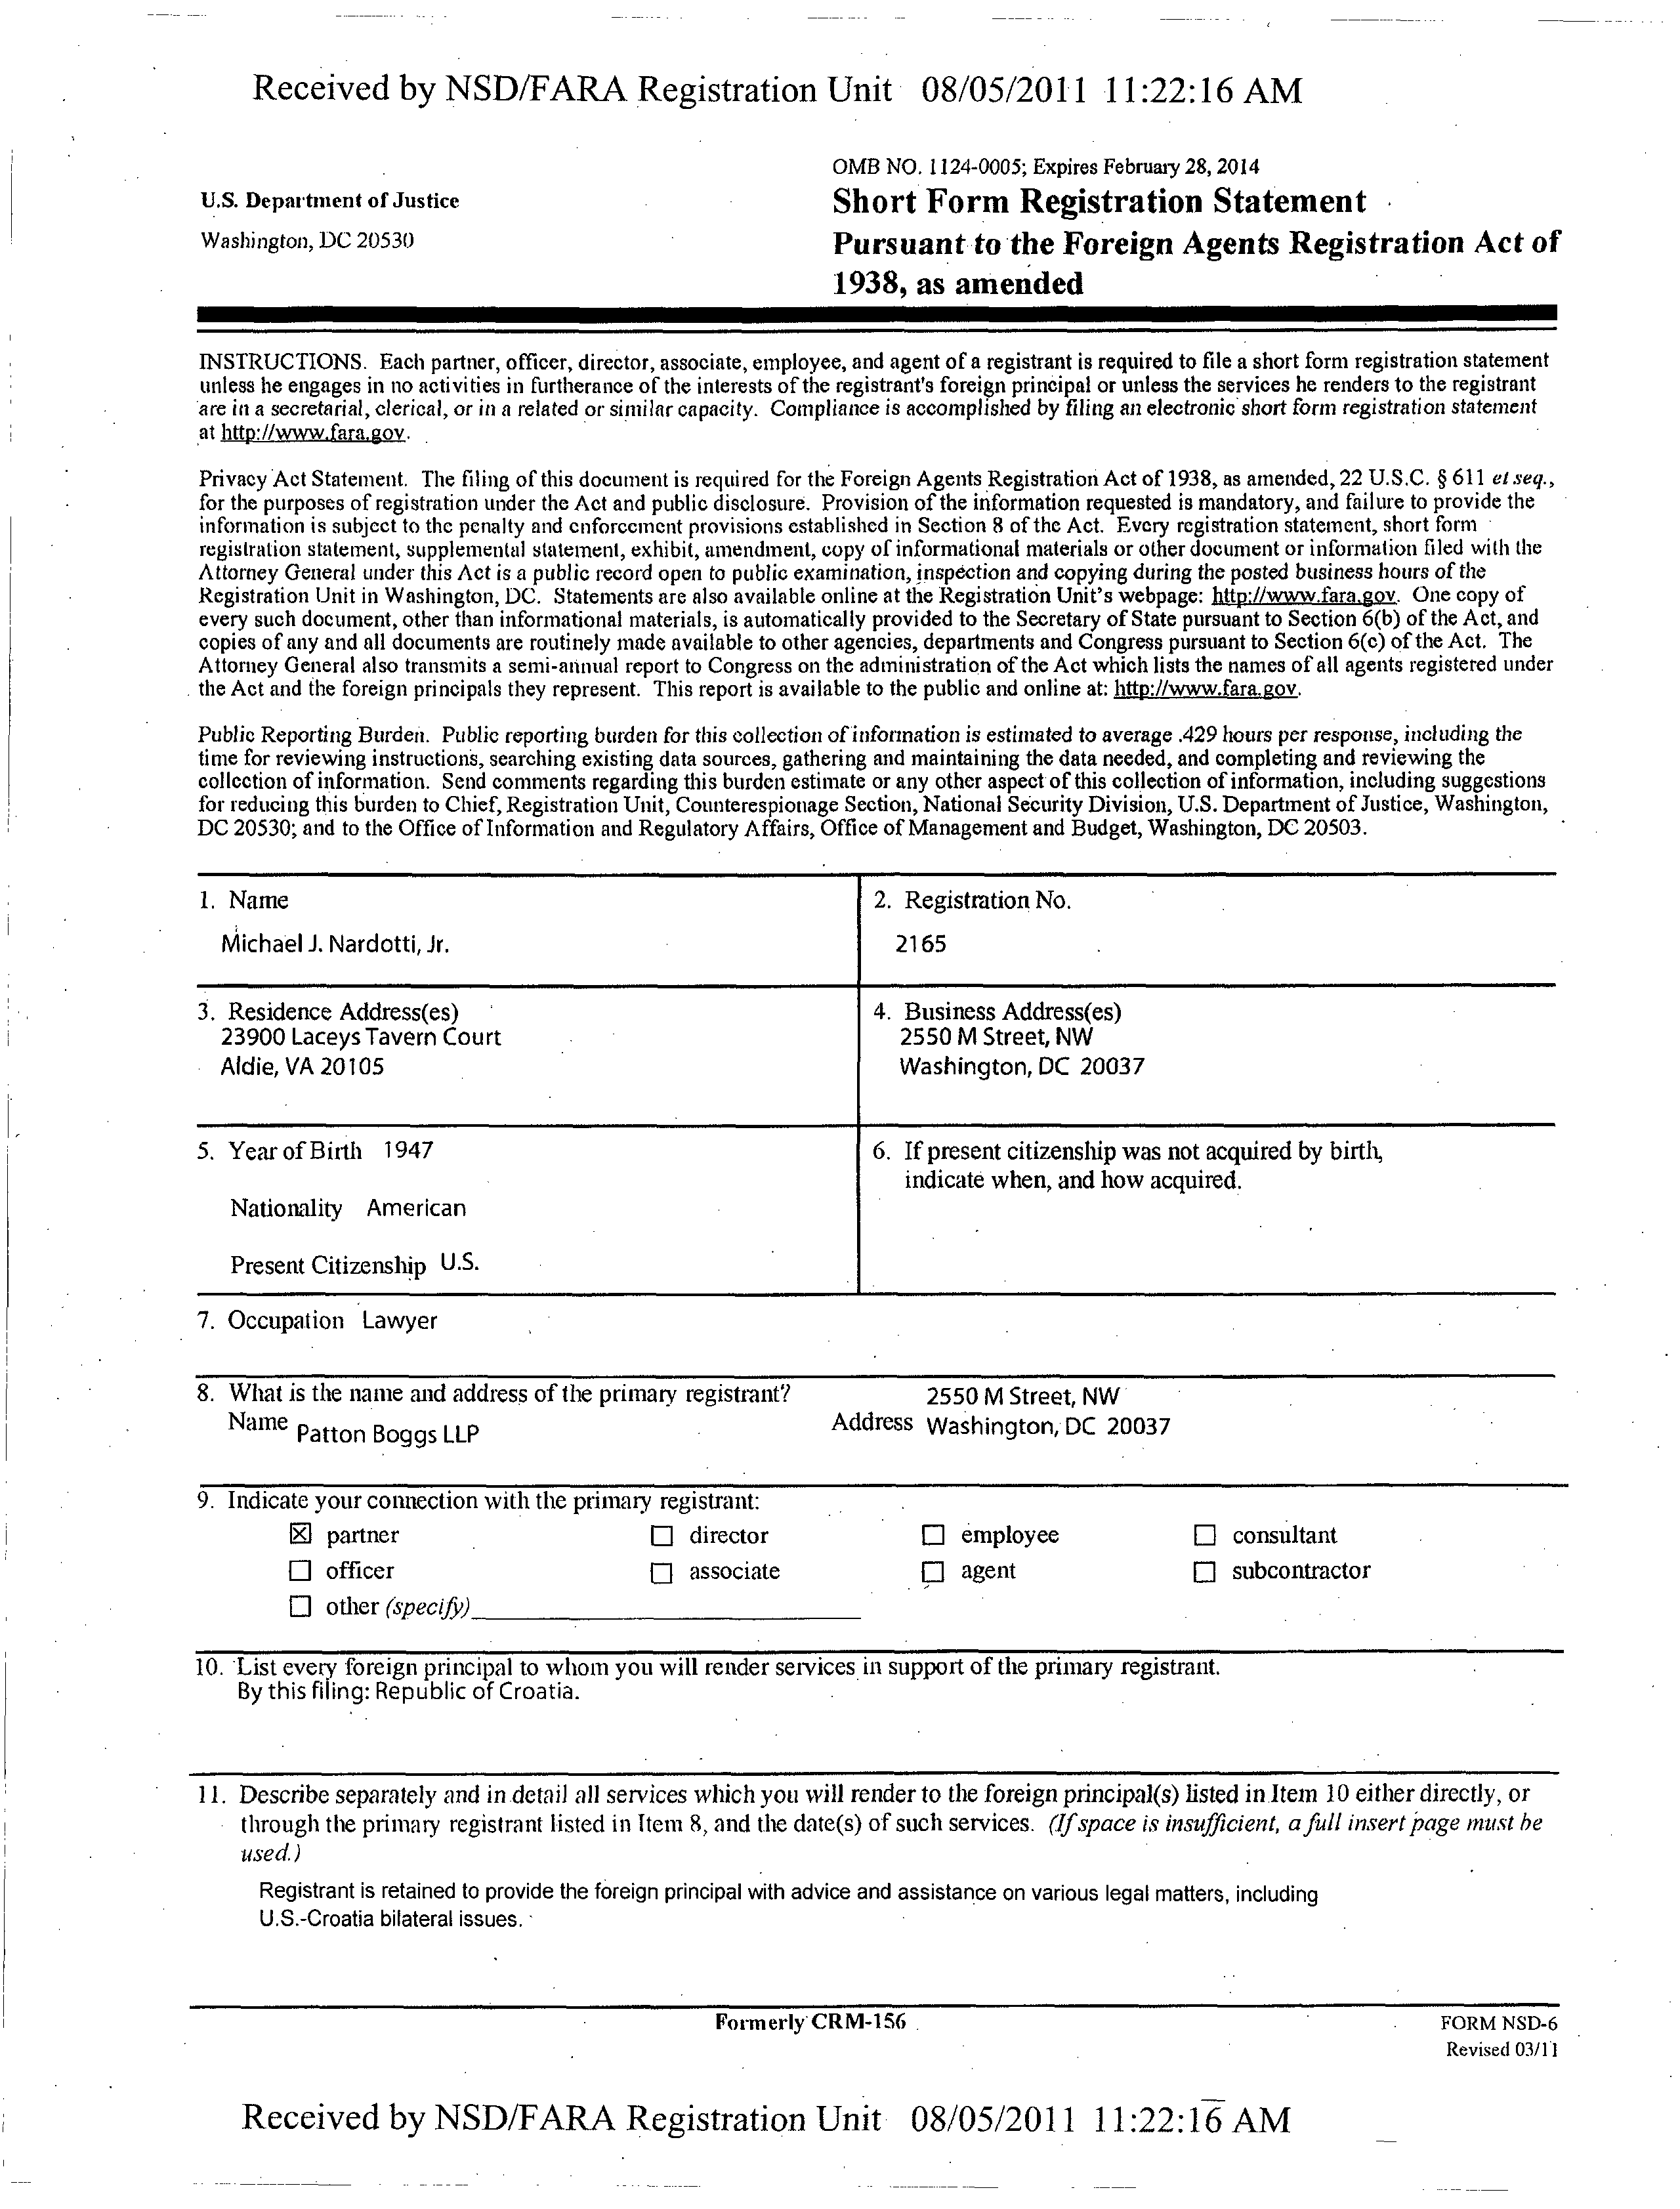 Received by NSD/FARA Registration Unit 08/05/2011 11:22:16 AM
OMB NO. 1124-0005; Expires February 28, 2014
U.S. Department of Justice
Washington, DC 20530
Short Form Registration Statement
Pursuant to the Foreign Agents Registration Act of
1938, as amended
INSTRUCTIONS. Each partner, officer, director, associate, employee, and agent of a registrant is required to file a short form registration statement
unless he engages in no activities in furtherance of the interests of the registrant's foreign principal or unless the services he renders to the registrant
are in a secretarial, clerical, or in a related or similar capacity. Compliance is accomplished by filing an electronic short form registration statement
at http://www.fara.gov.
Privacy Act Statement. The filing of this document is required for the Foreign Agents Registration Act of 1938, as amended, 22 U.S.C. § 611 et seq.,
for the purposes of registration under the Act and public disclosure. Provision of the information requested is mandatory, and failure to provide the
information is subject to the penalty and enforcement provisions established in Section 8 of the Act. Every registration statement, short form
registration statement, supplemental statement, exhibit, amendment, copy of informational materials or other document or information filed with the
Attorney General under this Act is a public record open to public examination, inspection and copying during the posted business hours of the
Registration Unit in Washington, DC. Statements are also available online at the Registration Unit's webpage: http://www.fara.gov. One copy of
every such document, other than informational materials, is automatically provided to the Secretary of State pursuant to Section 6(b) of the Act, and
copies of any and all documents are routinely made available to other agencies, departments and Congress pursuant to Section 6(c) of the Act. The
Attorney General also transmits a semi-annual report to Congress on the administration of the Act which lists the names of all agents registered under
the Act and the foreign principals they represent. This report is available to the public and online at: http://www.fara.gov.
Public Reporting Burden. Public reporting burden for this collection of information is estimated to average .429 hours per response, including the
time for reviewing instructions, searching existing data sources, gathering and maintaining the data needed, and completing and reviewing the
collection of information. Send comments regarding this burden estimate or any other aspect of this collection of information, including suggestions
for reducing this burden to Chief, Registration Unit, Counterespionage Section, National Security Division, U.S. Department of Justice, Washington,
DC 20530; and to the Office of Information and Regulatory Affairs, Office of Management and Budget, Washington, DC 20503.
1. Name
Michael J. Nardotti, Jr.
2. Registration No.
2165
3. Residence Address(es)
23900 Laceys Tavern Court
Aldie, VA 20105
4. Business Address(es)
2550 M Street, NW
Washington, DC 20037
5. Year of Birth 1947
Nationality American
Present Citizenship U.S.
6. If present citizenship was not acquired by birth,
indicate when, and how acquired.
7. Occupation Lawyer
8. What is the name and address of the primary registrant?
Name Patton Boggs LLP
2550 M Street, NW
Address Washington, DC 20037
9. Indicate your connection with the primary registrant:
☒ partner ☐ director ☐ employee ☐ consultant
☐ officer ☐ associate ☐ agent ☐ subcontractor
☐ other (specify)
10. List every foreign principal to whom you will render services in support of the primary registrant.
By this filing: Republic of Croatia.
11. Describe separately and in detail all services which you will render to the foreign principal(s) listed in Item 10 either directly, or
through the primary registrant listed in Item 8, and the date(s) of such services. (If space is insufficient, a full insert page must be
used.)
Registrant is retained to provide the foreign principal with advice and assistance on various legal matters, including
U.S.-Croatia bilateral issues.
Formerly CRM-156
FORM NSD-6
Revised 03/11
Received by NSD/FARA Registration Unit 08/05/2011 11:22:16 AM